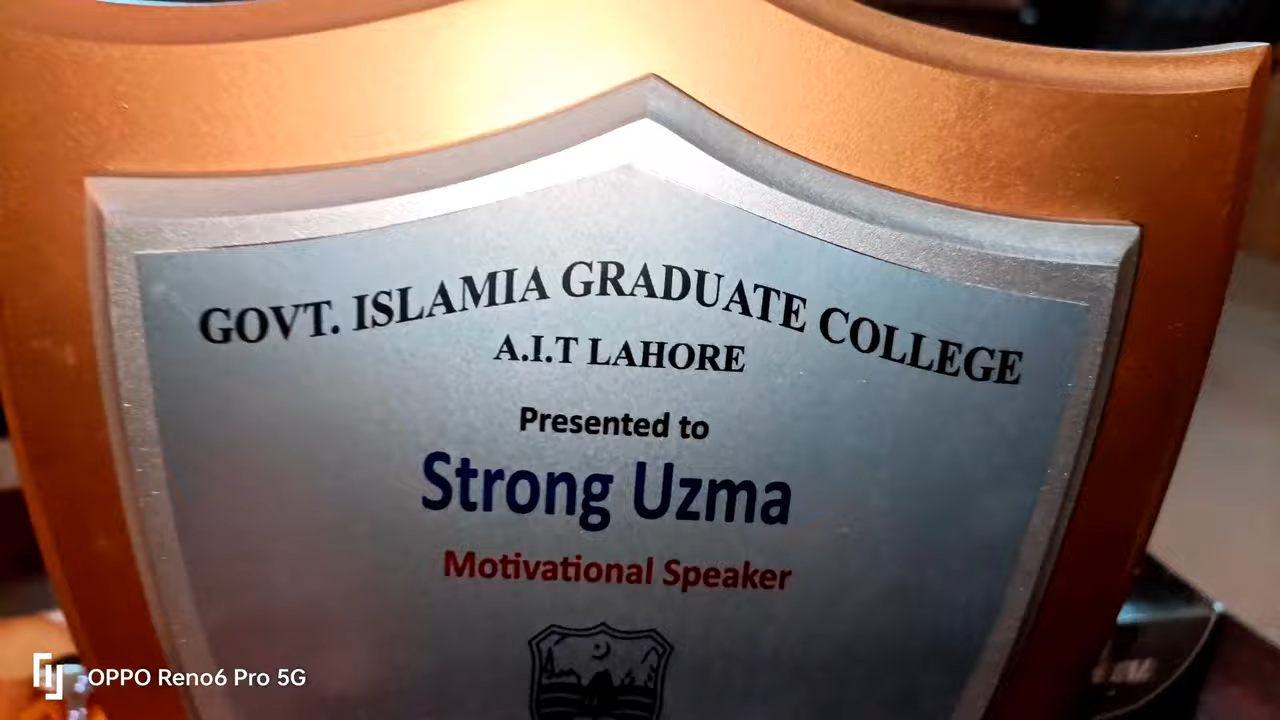 GOVT. ISLAMIA GRADUATE COLLEGE
A.I.T LAHORE
Presented to
Strong Uzma
Motivational Speaker
OPPO Reno6 Pro 5G